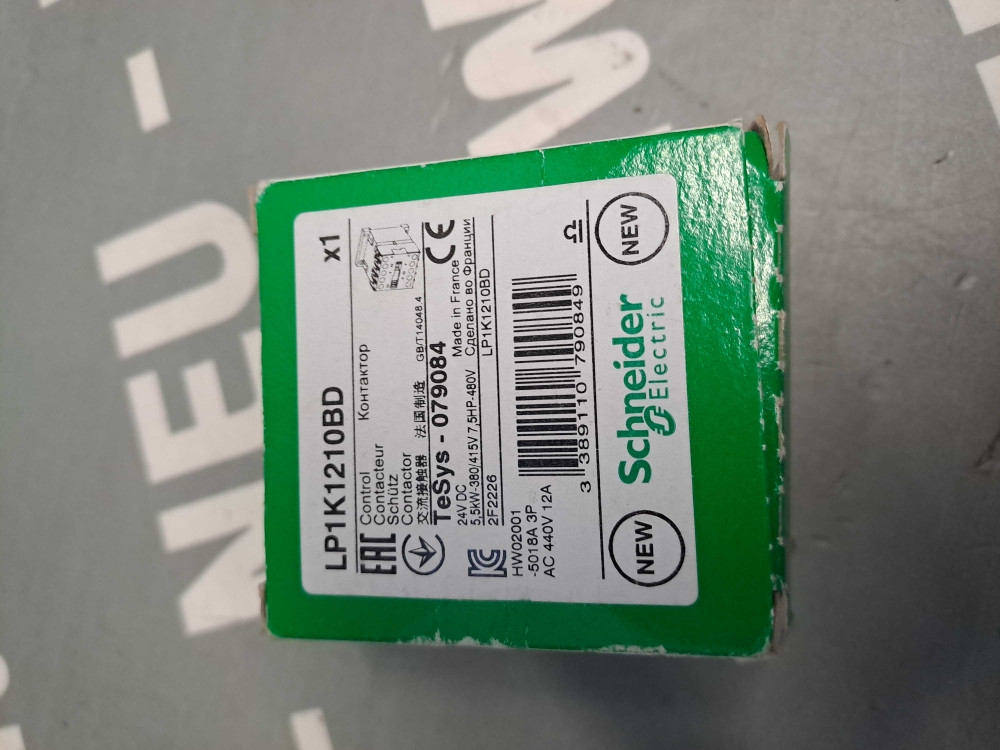 LP1K1210BD x1
Control
Contacteur
Schütz
Contactor
Контактор
交流接触器 法国制造 GB/T14048.4
EAC
TeSys - 079084 CE
24V DC Made in France
5,5kW-380/415V 7,5HP-480V Сделано во Франции
2F2226 LP1K1210BD
HW02001
-5018A 3P
AC 440V 12A
3 389110 790849
NEW
Schneider
Electric
NEW
NEU -